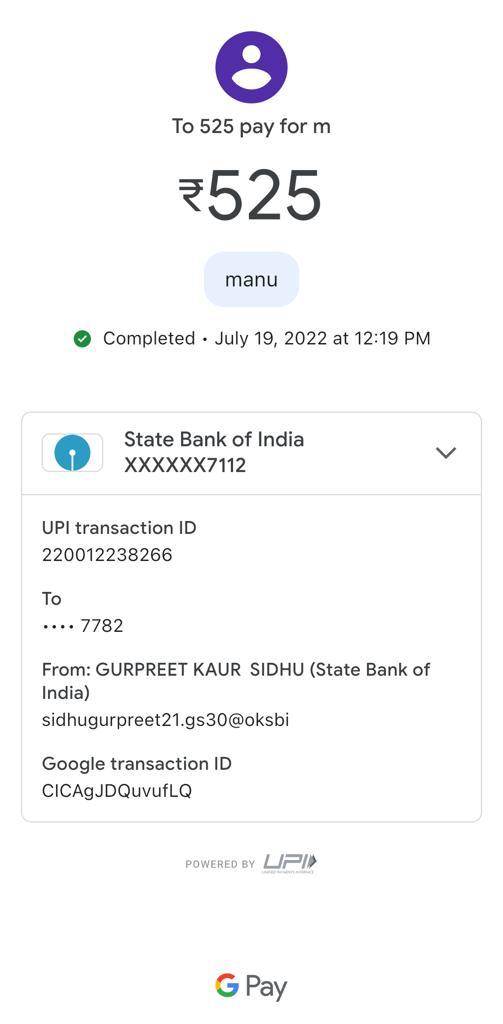 To 525 pay for m
₹525
manu
Completed • July 19, 2022 at 12:19 PM
State Bank of India
XXXXXX7112
UPI transaction ID
220012238266
To
•••• 7782
From: GURPREET KAUR  SIDHU (State Bank of
India)
sidhugurpreet21.gs30@oksbi
Google transaction ID
CICAgJDQuvufLQ
POWERED BY UPI
UNIFIED PAYMENTS INTERFACE
G Pay